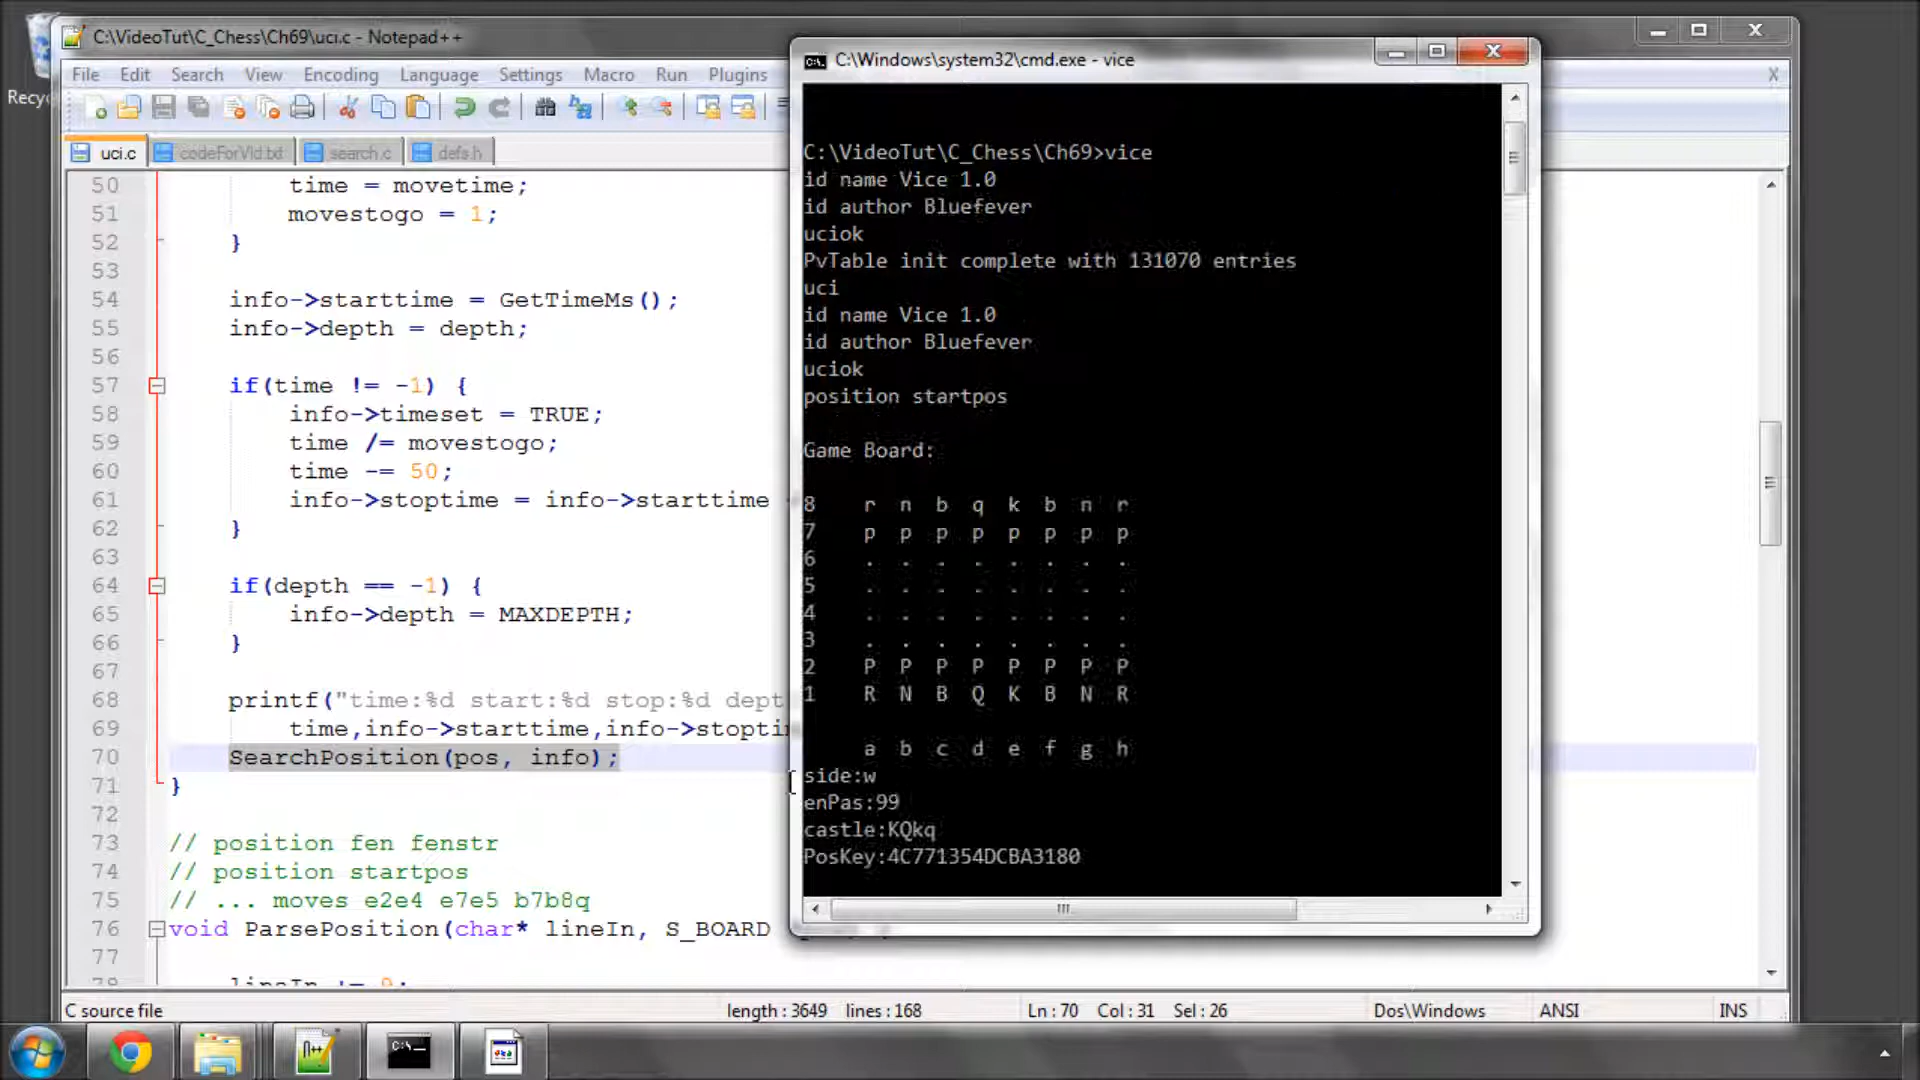 C:\VideoTut\C_Chess\Ch69\uci.c - Notepad++
File Edit Search View Encoding Language Settings Macro Run Plugins
X
uci.c codeForVid.txt search.c defs.h
50 time = movetime;
51 movestogo = 1;
52 }
53
54 info->starttime = GetTimeMs();
55 info->depth = depth;
56
57 if(time != -1) {
58 info->timeset = TRUE;
59 time /= movestogo;
60 time -= 50;
61 info->stoptime = info->starttime
62 }
63
64 if(depth == -1) {
65 info->depth = MAXDEPTH;
66 }
67
68 printf("time:%d start:%d stop:%d dept
69 time,info->starttime,info->stopti
70 SearchPosition(pos, info);
71 }
72
73 // position fen fenstr
74 // position startpos
75 // ... moves e2e4 e7e5 b7b8q
76 void ParsePosition(char* lineIn, S_BOARD
77
C source file length : 3649 lines : 168 Ln : 70 Col : 31 Sel : 26 Dos\Windows ANSI INS
C:\Windows\system32\cmd.exe - vice
C:\VideoTut\C_Chess\Ch69>vice
id name Vice 1.0
id author Bluefever
uciok
PvTable init complete with 131070 entries
uci
id name Vice 1.0
id author Bluefever
uciok
position startpos
Game Board:
8 r n b q k b n r
7 p p p p p p p p
6 . . . . . . . .
5 . . . . . . . .
4 . . . . . . . .
3 . . . . . . . .
2 P P P P P P P P
1 R N B Q K B N R
a b c d e f g h
side:w
enPas:99
castle:KQkq
PosKey:4C771354DCBA3180